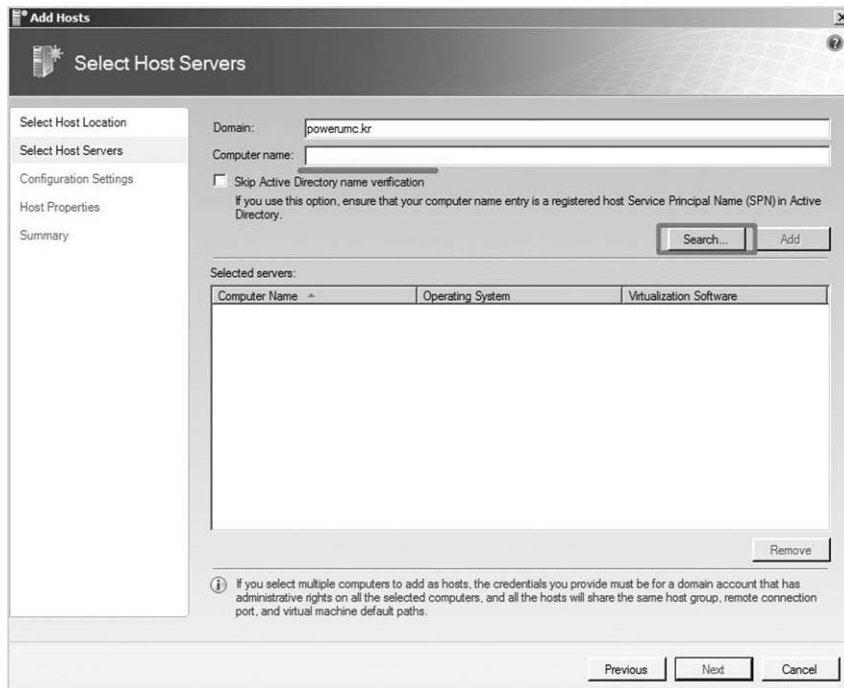 Add Hosts
Select Host Servers
Select Host Location
Select Host Servers
Configuration Settings
Host Properties
Summary
Domain: powerumc.kr
Computer name:
Skip Active Directory name verification
If you use this option, ensure that your computer name entry is a registered host Service Principal Name (SPN) in Active
Directory.
Search... Add
Selected servers:
Computer Name Operating System Virtualization Software
Remove
If you select multiple computers to add as hosts, the credentials you provide must be for a domain account that has
administrative rights on all the selected computers, and all the hosts will share the same host group, remote connection
port, and virtual machine default paths.
Previous Next Cancel